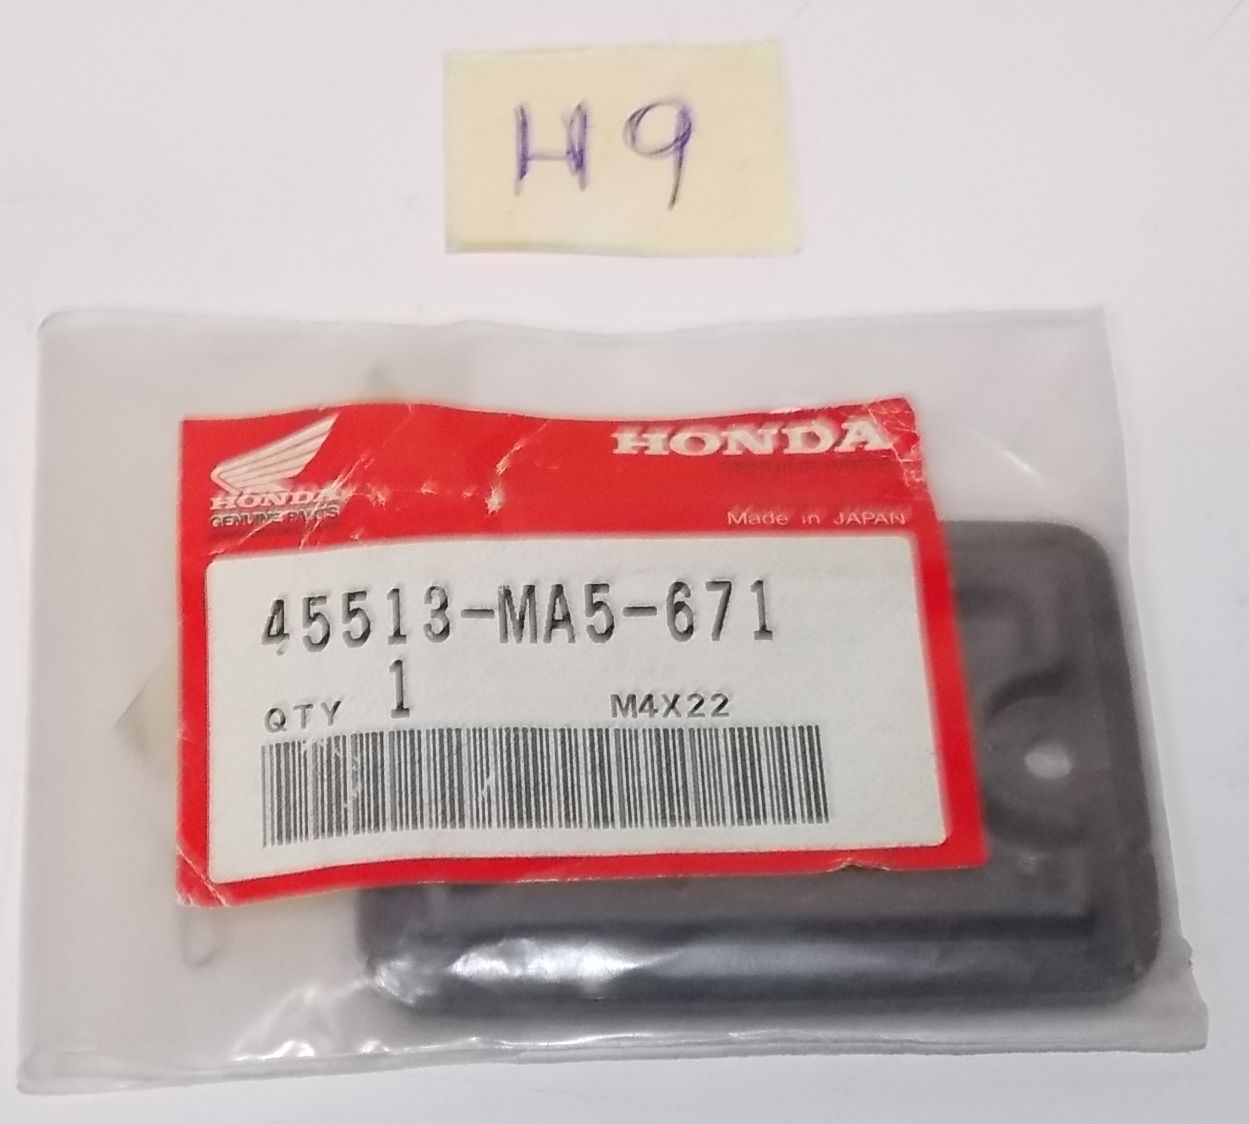 H9
HONDA
GENUINE PARTS
HONDA
GENUINE PARTS
Made in JAPAN
45513-MA5-671
QTY 1 M4X22